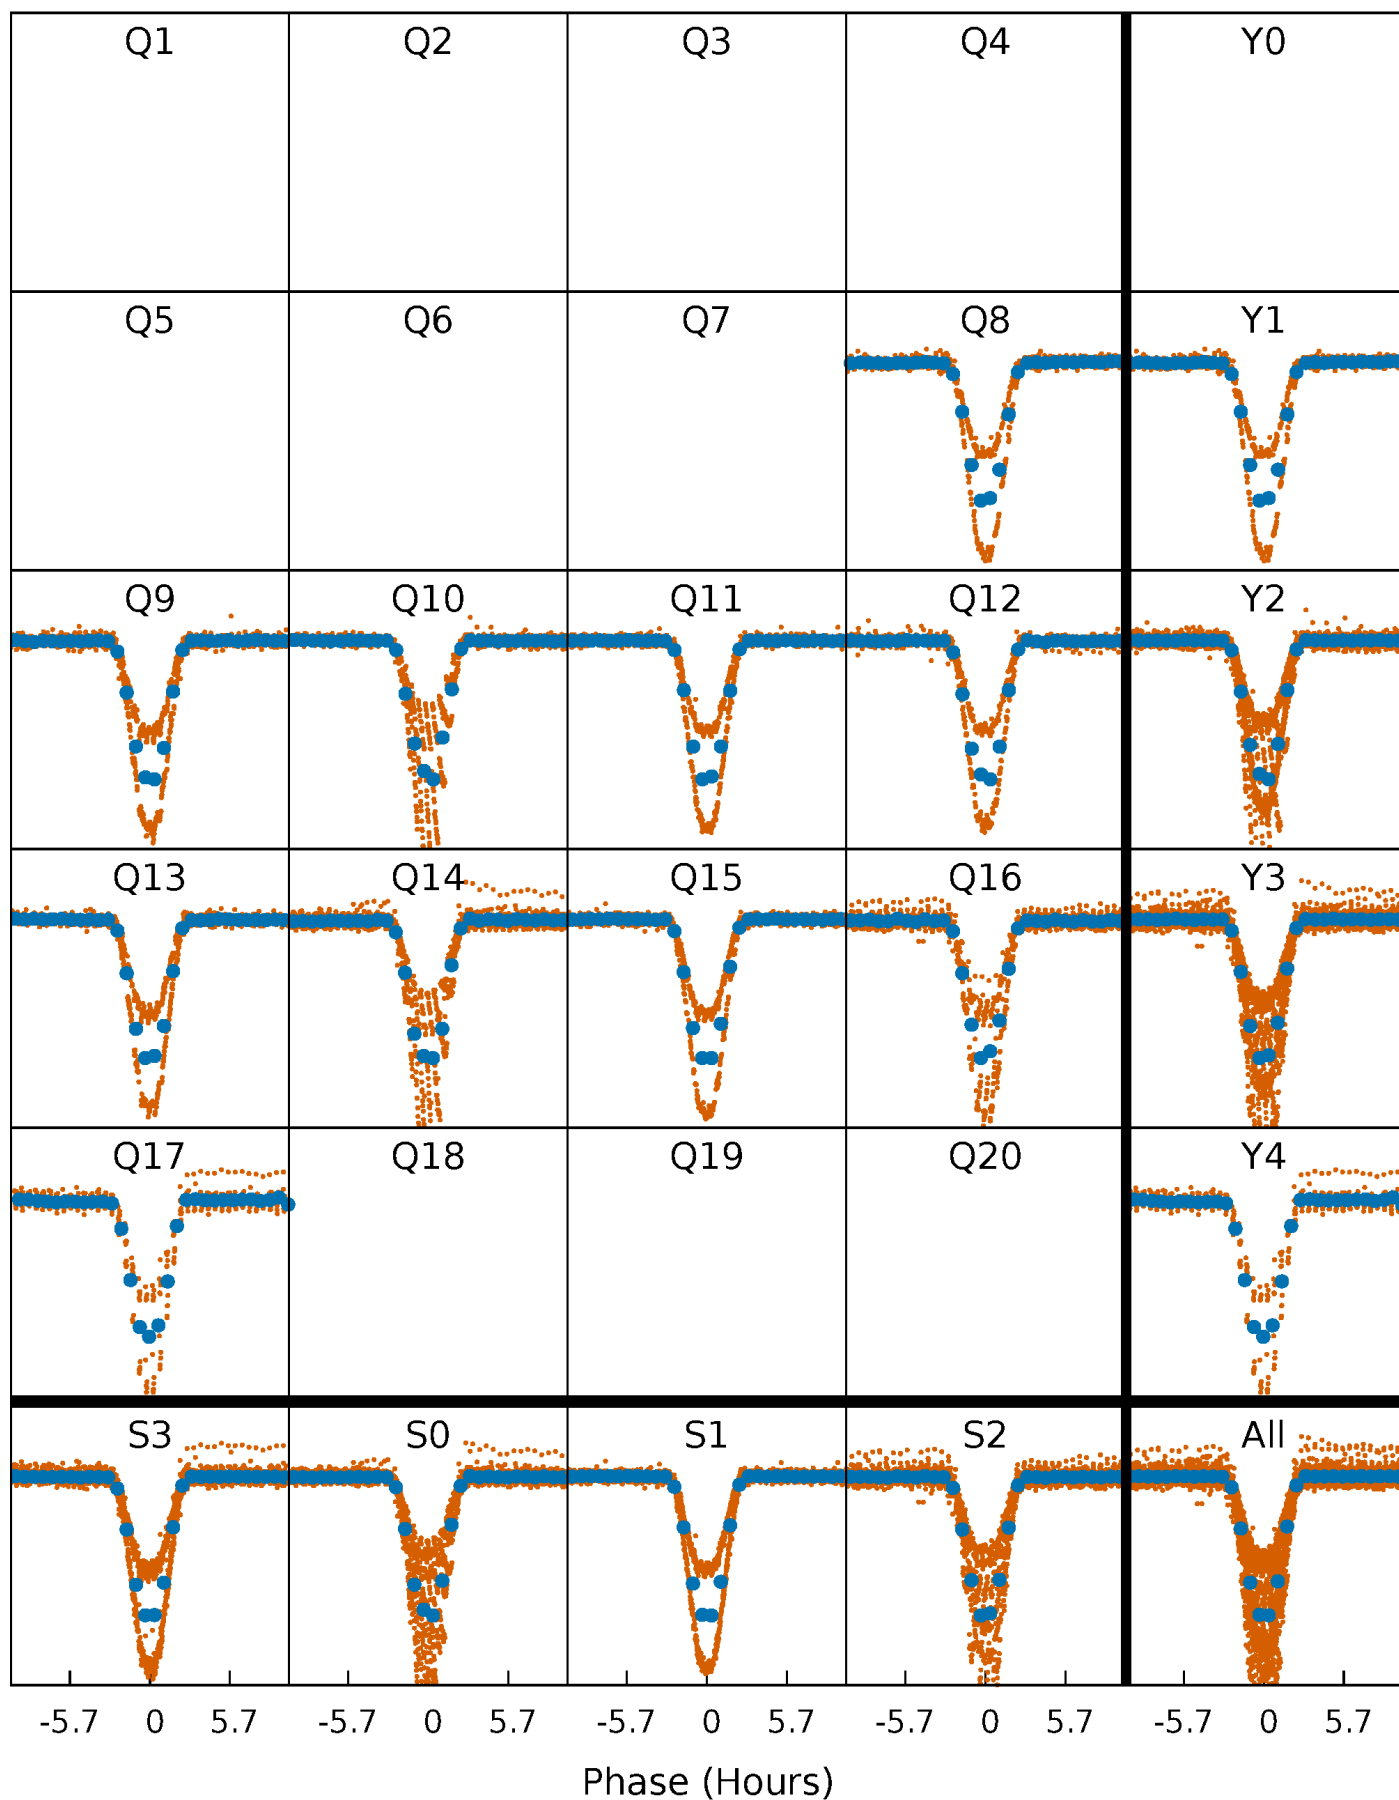 Q1 Q2 Q3 Q4 Y0
Q5 Q6 Q7 Q8 Y1
Q9 Q10 Q11 Q12 Y2
Q13 Q14 Q15 Q16 Y3
Q17 Q18 Q19 Q20 Y4
S3 S0 S1 S2 All
-5.7 0 5.7 -5.7 0 5.7 -5.7 0 5.7 -5.7 0 5.7 -5.7 0 5.7
Phase (Hours)